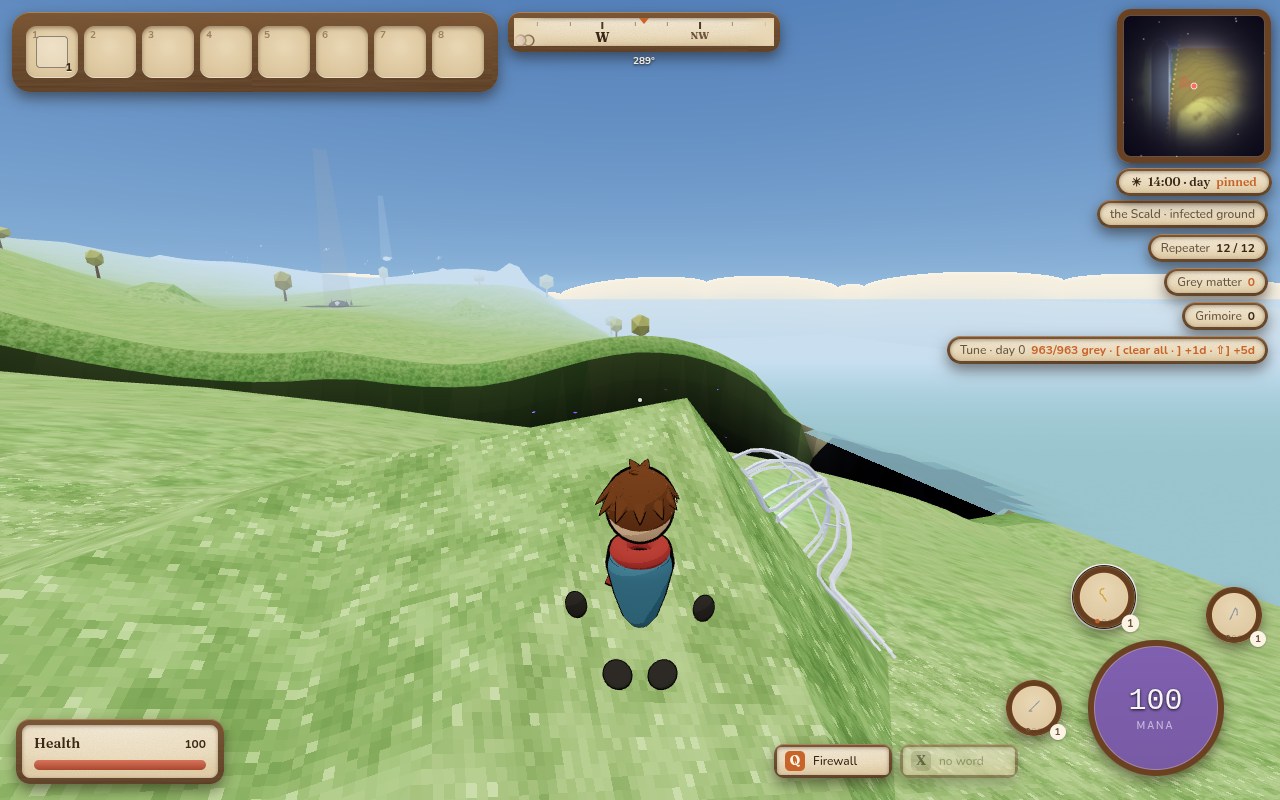 1 2 3 4 5 6 7 8
1
W NW
289°
☀ 14:00 · day pinned
the Scald · infected ground
Repeater 12 / 12
Grey matter 0
Grimoire 0
Tune · day 0 963/963 grey · [ clear all · ] +1d · ⇧] +5d
1
1
1
100
MANA
Health 100
Q Firewall
X no word